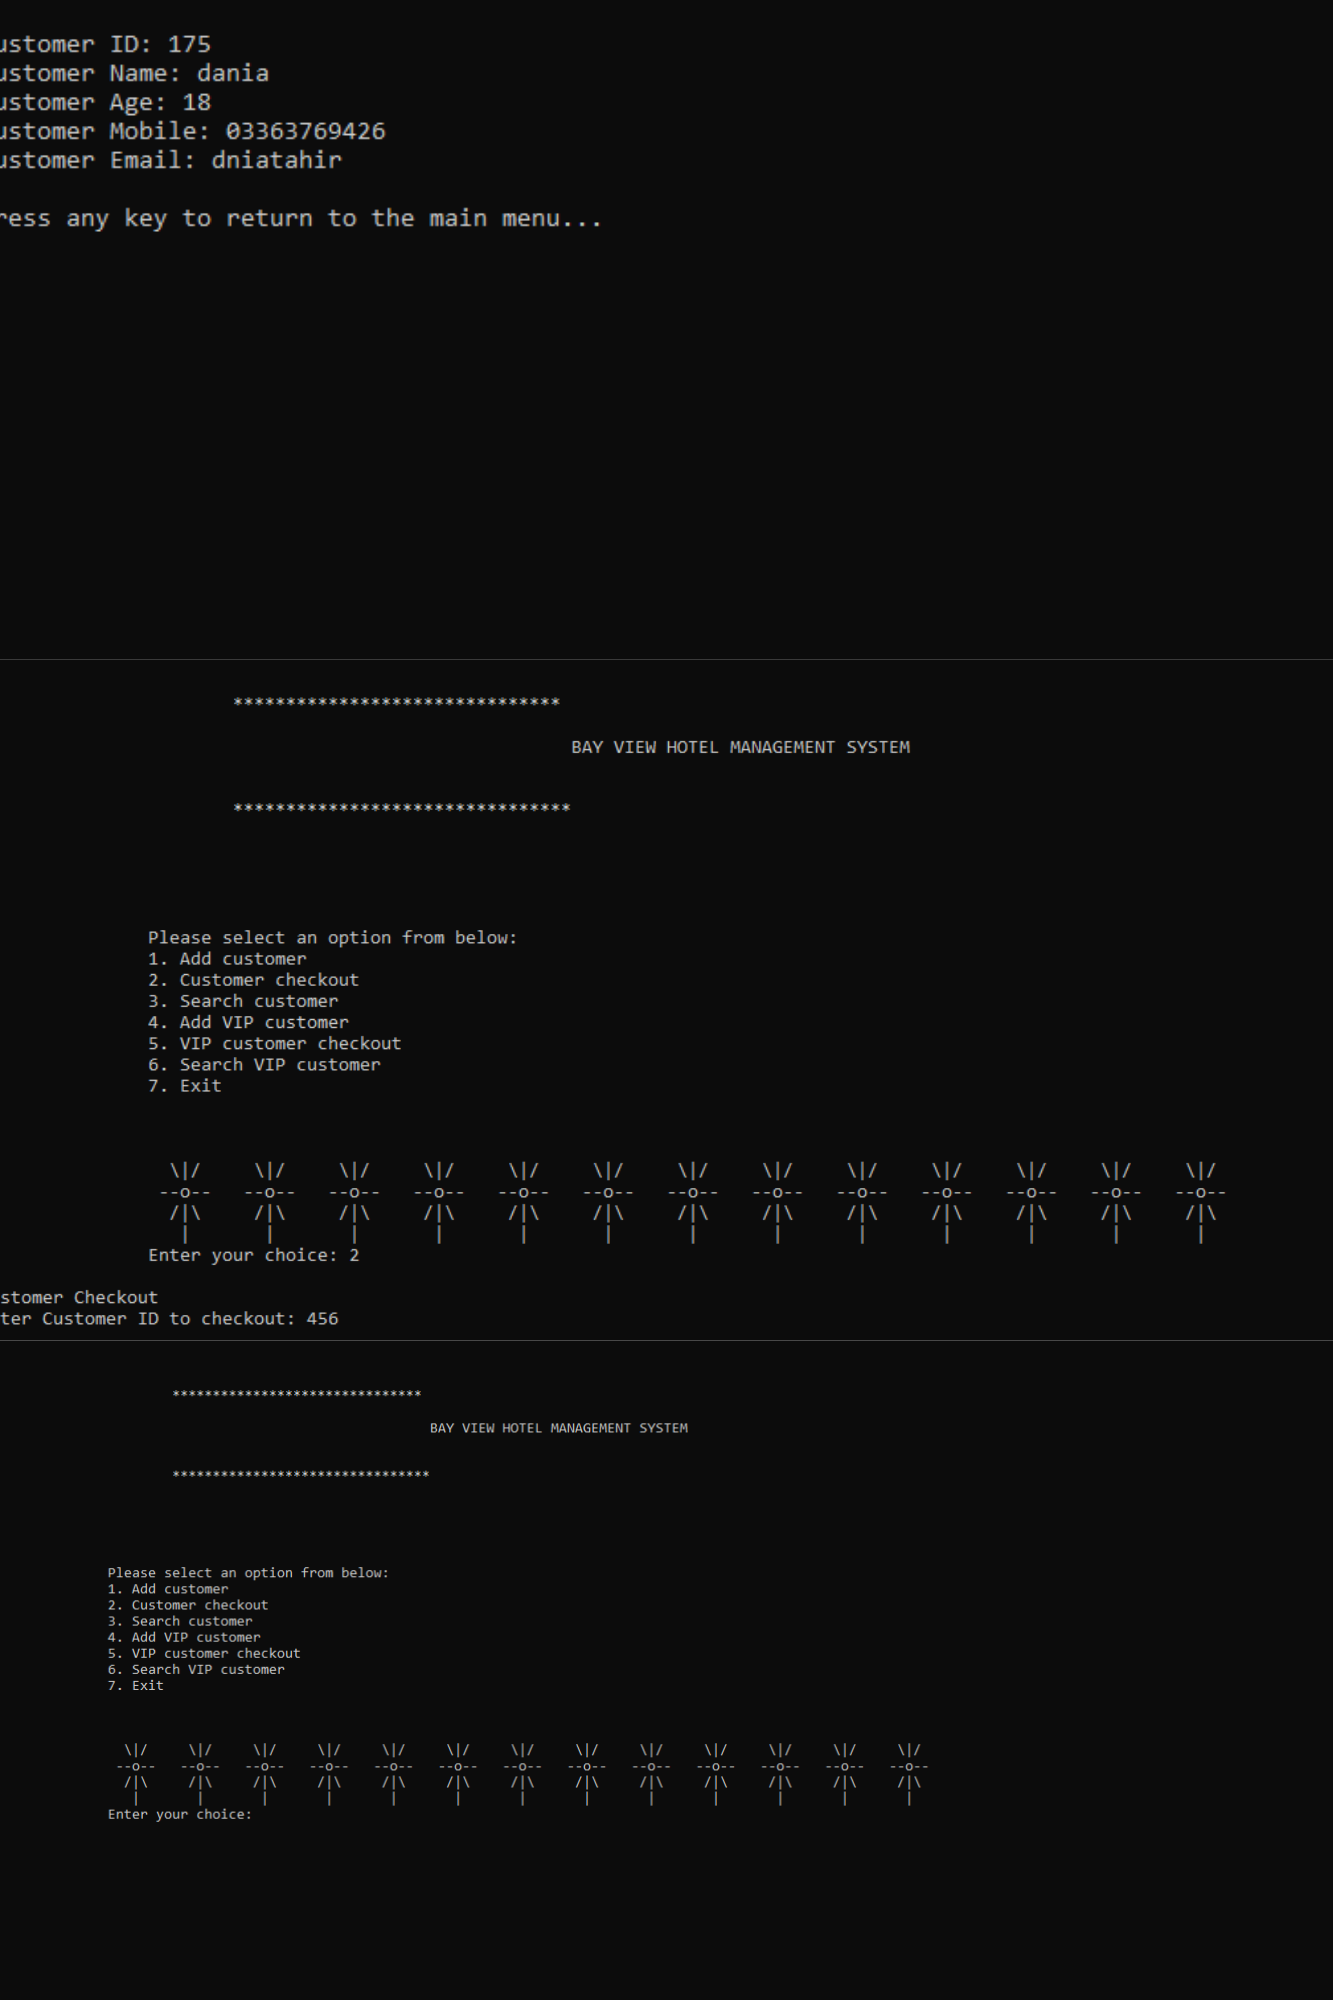 ustomer ID: 175
ustomer Name: dania
ustomer Age: 18
ustomer Mobile: 03363769426
ustomer Email: dniatahir
ress any key to return to the main menu...
*******************************
BAY VIEW HOTEL MANAGEMENT SYSTEM
********************************
Please select an option from below:
1. Add customer
2. Customer checkout
3. Search customer
4. Add VIP customer
5. VIP customer checkout
6. Search VIP customer
7. Exit
\|/ \|/ \|/ \|/ \|/ \|/ \|/ \|/ \|/ \|/ \|/ \|/ \|/
--o-- --o-- --o-- --o-- --o-- --o-- --o-- --o-- --o-- --o-- --o-- --o-- --o--
/|\ /|\ /|\ /|\ /|\ /|\ /|\ /|\ /|\ /|\ /|\ /|\ /|\
| | | | | | | | | | | | |
Enter your choice: 2
stomer Checkout
ter Customer ID to checkout: 456
*******************************
BAY VIEW HOTEL MANAGEMENT SYSTEM
********************************
Please select an option from below:
1. Add customer
2. Customer checkout
3. Search customer
4. Add VIP customer
5. VIP customer checkout
6. Search VIP customer
7. Exit
\|/ \|/ \|/ \|/ \|/ \|/ \|/ \|/ \|/ \|/ \|/ \|/ \|/
--o-- --o-- --o-- --o-- --o-- --o-- --o-- --o-- --o-- --o-- --o-- --o-- --o--
/|\ /|\ /|\ /|\ /|\ /|\ /|\ /|\ /|\ /|\ /|\ /|\ /|\
| | | | | | | | | | | | |
Enter your choice: